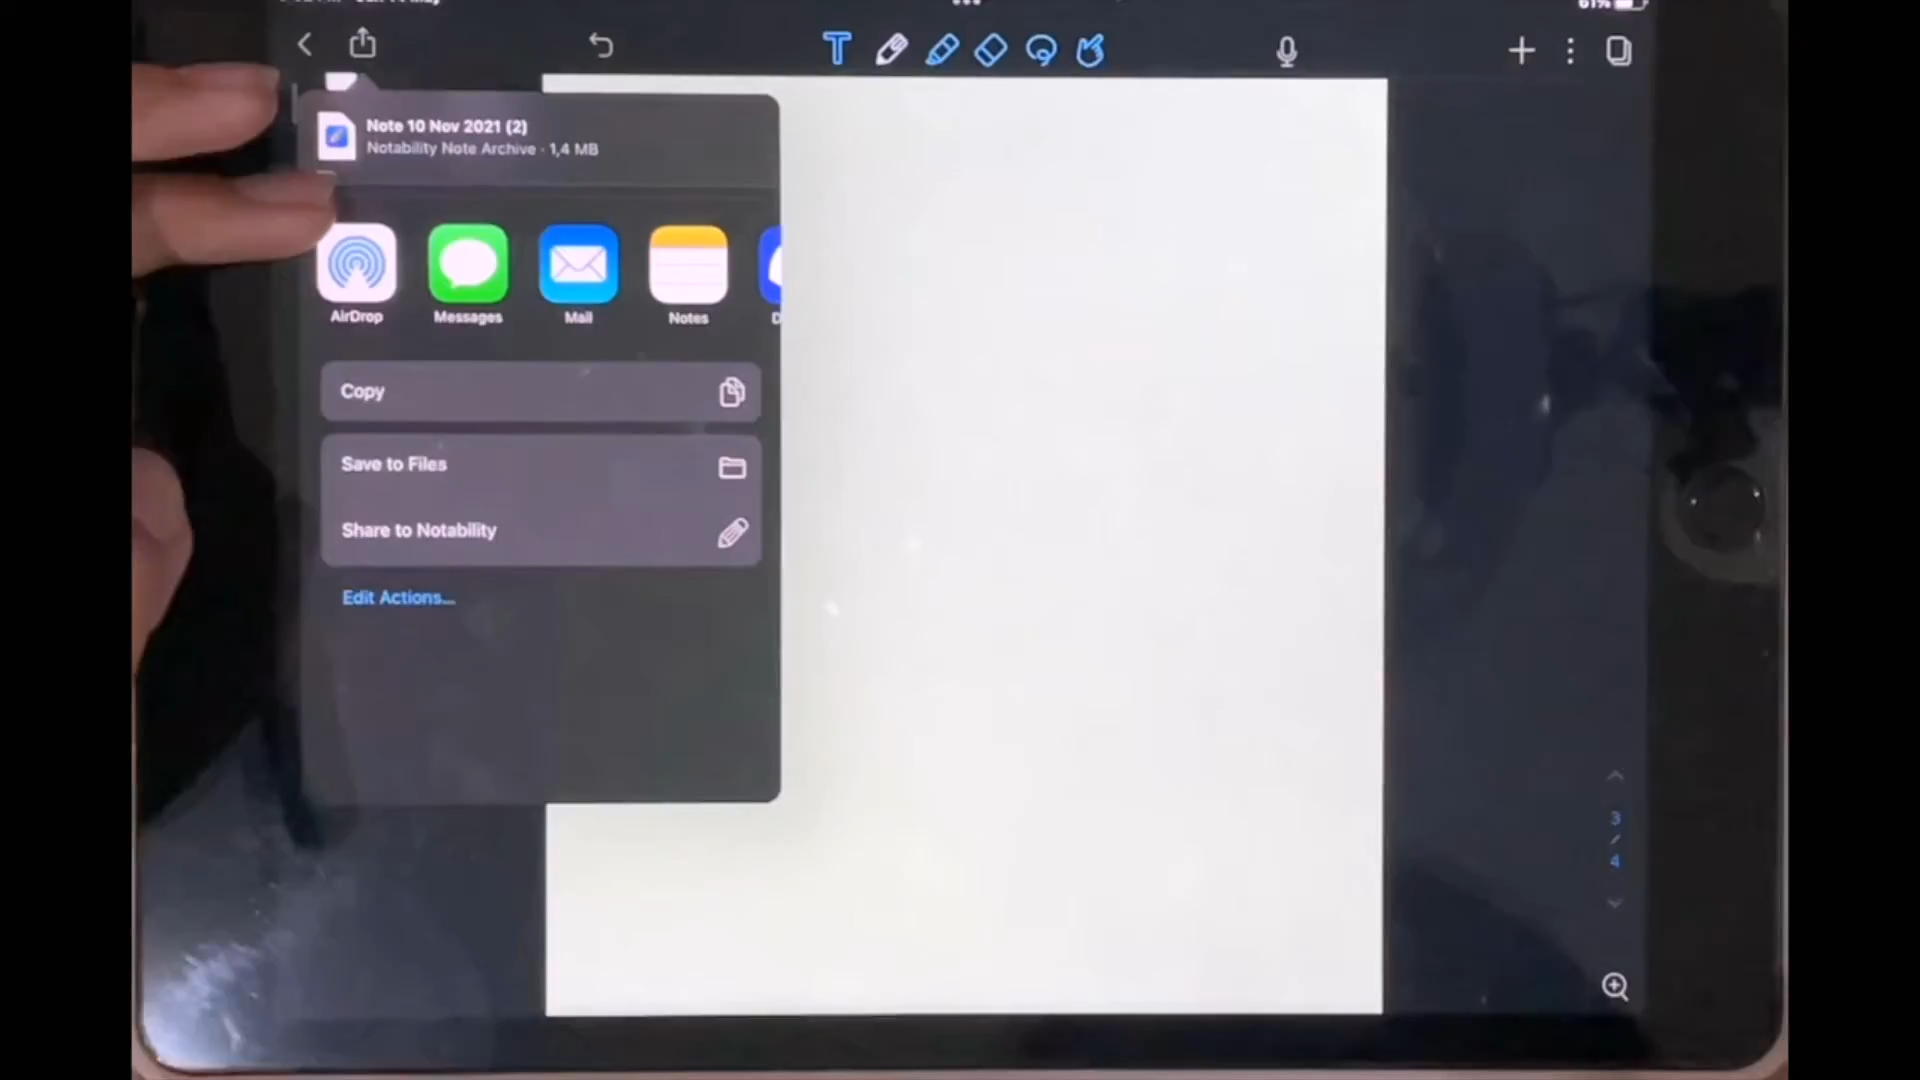 61%
T
Note 10 Nov 2021 (2)
Notability Note Archive · 1,4 MB
AirDrop
Messages
Mail
Notes
D
Copy
Save to Files
Share to Notability
Edit Actions...
3
/
4